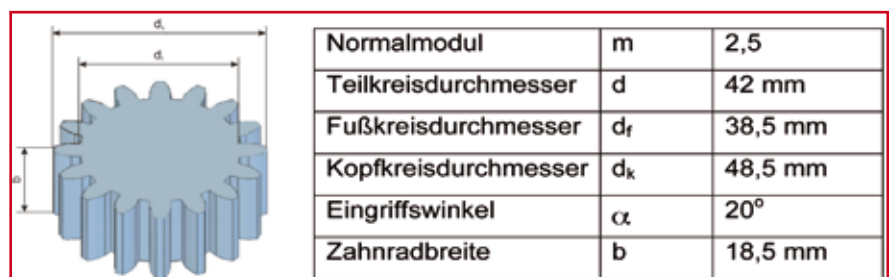 d.
d.
b
Normalmodul m 2,5
Teilkreisdurchmesser d 42 mm
Fußkreisdurchmesser df 38,5 mm
Kopfkreisdurchmesser dk 48,5 mm
Eingriffswinkel α 20°
Zahnradbreite b 18,5 mm